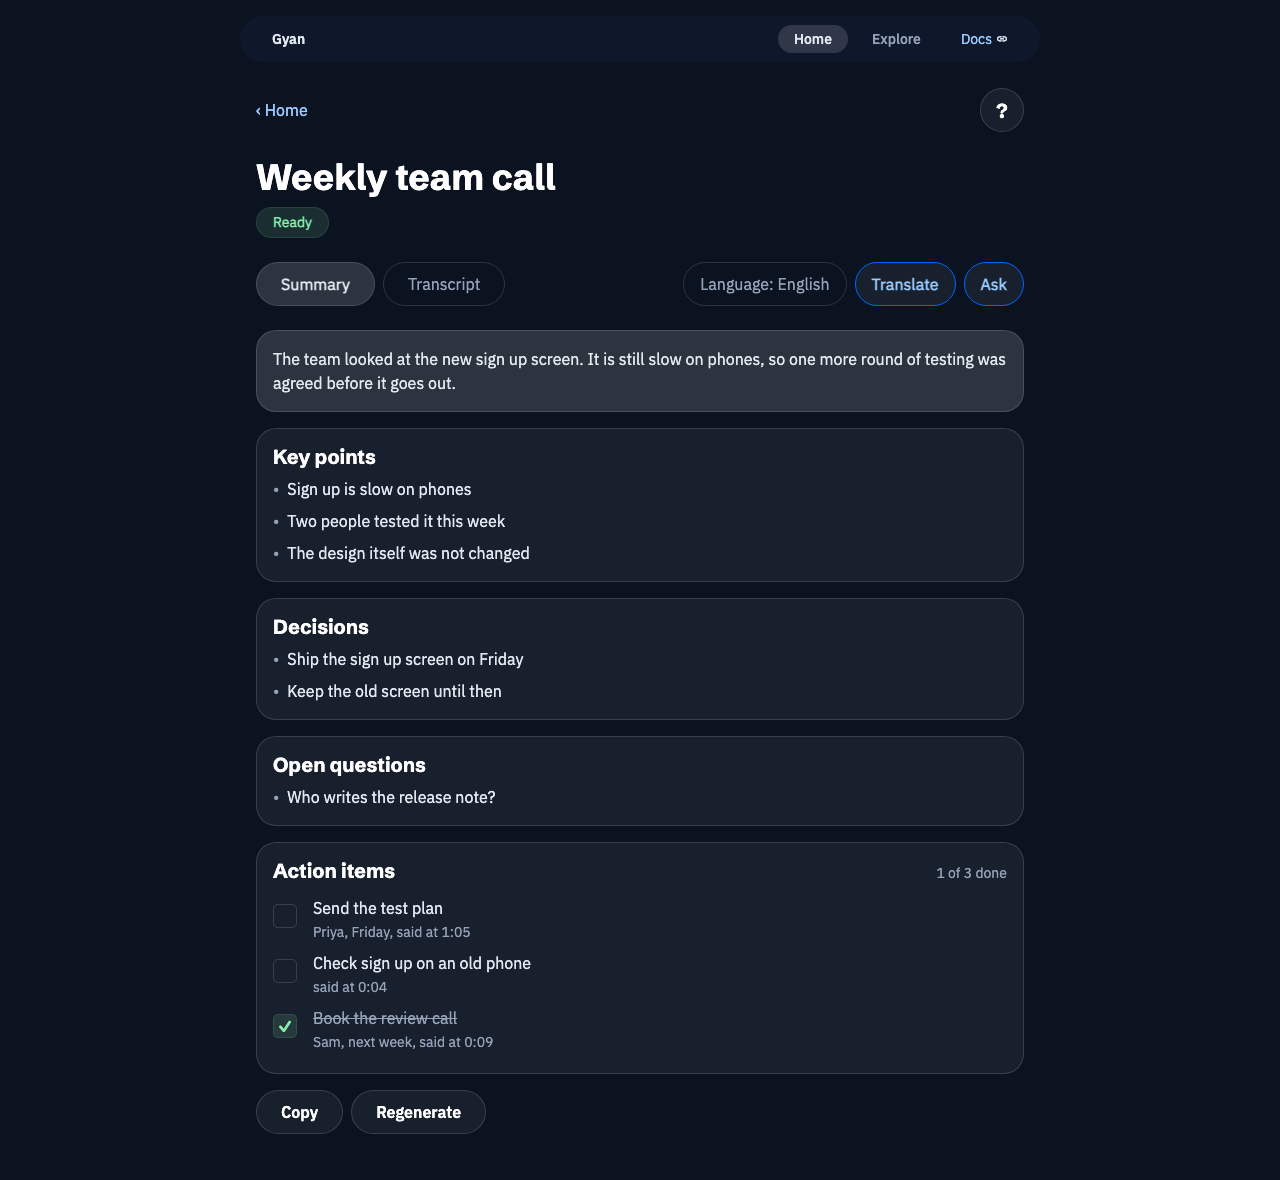 Gyan
Home
Explore
Docs
‹ Home
?
Weekly team call
Ready
Summary
Transcript
Language: English
Translate
Ask
The team looked at the new sign up screen. It is still slow on phones, so one more round of testing was
agreed before it goes out.
Key points
• Sign up is slow on phones
• Two people tested it this week
• The design itself was not changed
Decisions
• Ship the sign up screen on Friday
• Keep the old screen until then
Open questions
• Who writes the release note?
Action items
1 of 3 done
Send the test plan
Priya, Friday, said at 1:05
Check sign up on an old phone
said at 0:04
Book the review call
Sam, next week, said at 0:09
Copy
Regenerate